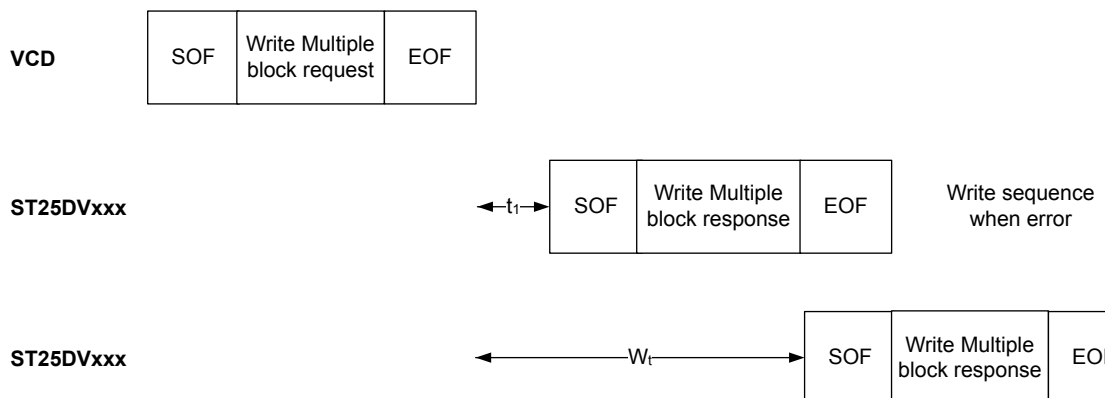 VCD
SOF
Write Multiple
block request
EOF
ST25DVxxx
t1
SOF
Write Multiple
block response
EOF
Write sequence
when error
ST25DVxxx
Wt
SOF
Write Multiple
block response